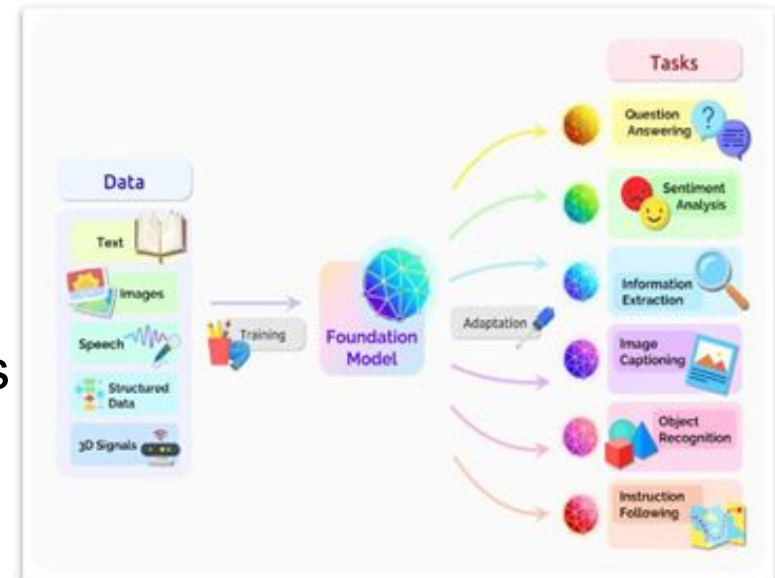 s
Data
Text
Images
Speech
Structured
Data
3D Signals
Training
Foundation
Model
Adaptation
Tasks
Question
Answering
?
Sentiment
Analysis
Information
Extraction
Image
Captioning
Object
Recognition
Instruction
Following